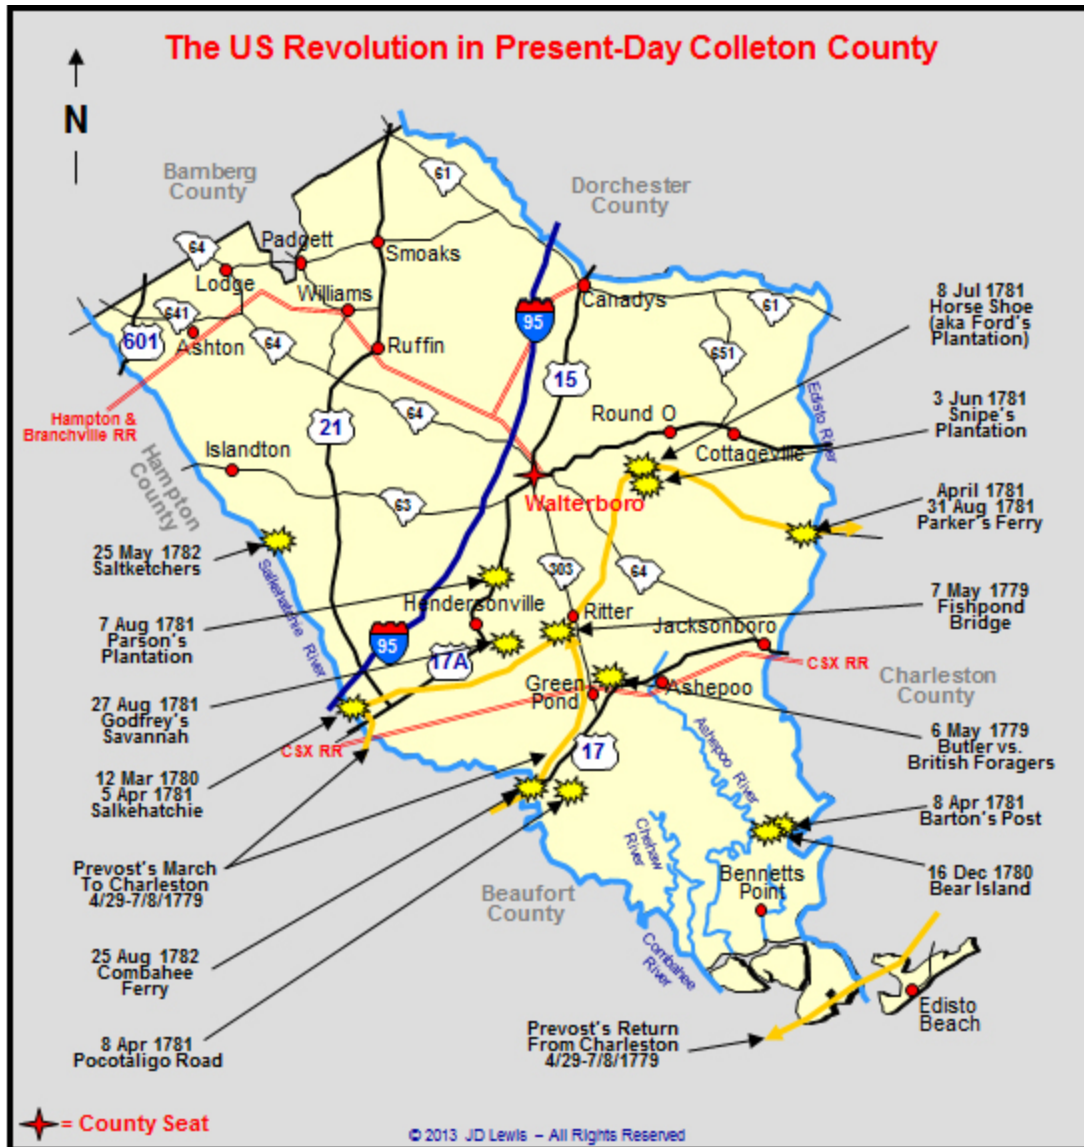 The US Revolution in Present-Day Colleton County
N
Bamberg
County
Dorchester
County
61
64
Padgett
Smoaks
Lodge
Williams
Canadys
61
8 Jul 1781
Horse Shoe
(aka Ford's
Plantation)
641
601
Ashton
Ruffin
95
64
651
15
Edisto River
Hampton &
Branchville RR
21
64
Round O
Cottageville
3 Jun 1781
Snipe's
Plantation
Hampton
County
Islandton
63
Walterboro
April 1781
31 Aug 1781
Parker's Ferry
25 May 1782
Saltketchers
Salkehatchie River
303
64
7 May 1779
Fishpond
Bridge
7 Aug 1781
Parson's
Plantation
Hendersonville
Ritter
Jacksonboro
95
17A
CSX RR
Charleston
County
27 Aug 1781
Godfrey's
Savannah
Green
Pond
Ashepoo
CSX RR
17
Ashepoo River
6 May 1779
Butler vs.
British Foragers
12 Mar 1780
5 Apr 1781
Salkehatchie
8 Apr 1781
Barton's Post
Prevost's March
To Charleston
4/29-7/8/1779
Chehaw
River
Beaufort
County
Bennetts
Point
16 Dec 1780
Bear Island
25 Aug 1782
Combahee
Ferry
Combahee
River
Edisto
Beach
8 Apr 1781
Pocotaligo Road
Prevost's Return
From Charleston
4/29-7/8/1779
= County Seat
© 2013 JD Lewis – All Rights Reserved